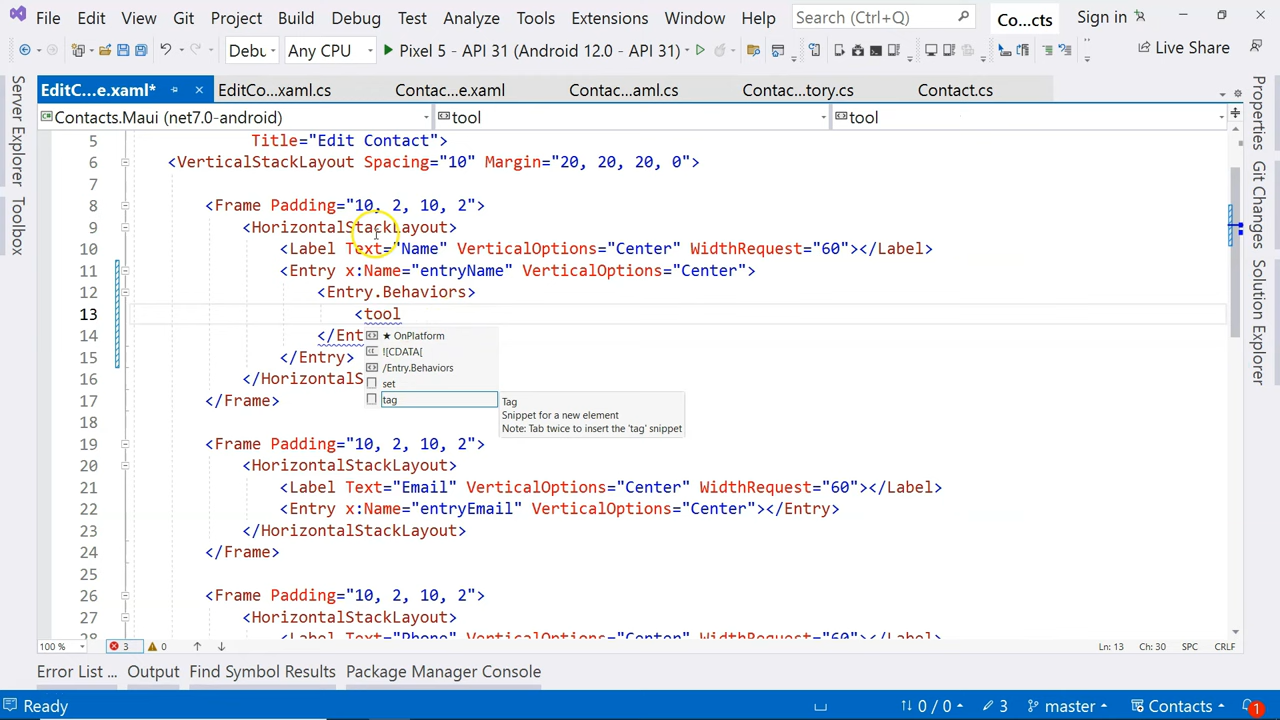 File Edit View Git Project Build Debug Test Analyze Tools Extensions Window Help Search (Ctrl+Q) Co...cts Sign in
Debu Any CPU Pixel 5 - API 31 (Android 12.0 - API 31) Live Share
EditC...e.xaml* EditCo...xaml.cs Contac...e.xaml Contac...aml.cs Contac...tory.cs Contact.cs
Contacts.Maui (net7.0-android) tool tool
5 Title="Edit Contact">
6 <VerticalStackLayout Spacing="10" Margin="20, 20, 20, 0">
7
8 <Frame Padding="10, 2, 10, 2">
9 <HorizontalStackLayout>
10 <Label Text="Name" VerticalOptions="Center" WidthRequest="60"></Label>
11 <Entry x:Name="entryName" VerticalOptions="Center">
12 <Entry.Behaviors>
13 <tool
14 </Ent
15 </Entry>
16 </HorizontalS
17 </Frame>
18
19 <Frame Padding="10, 2, 10, 2">
20 <HorizontalStackLayout>
21 <Label Text="Email" VerticalOptions="Center" WidthRequest="60"></Label>
22 <Entry x:Name="entryEmail" VerticalOptions="Center"></Entry>
23 </HorizontalStackLayout>
24 </Frame>
25
26 <Frame Padding="10, 2, 10, 2">
27 <HorizontalStackLayout>
28 <Label Text="Phone" VerticalOptions="Center" WidthRequest="60"></Label>
★ OnPlatform
![CDATA[
/Entry.Behaviors
set
tag
Tag
Snippet for a new element
Note: Tab twice to insert the 'tag' snippet
Server Explorer
Toolbox
Properties
Git Changes
Solution Explorer
100 % 3 0 Ln: 13 Ch: 30 SPC CRLF
Error List ... Output Find Symbol Results Package Manager Console
Ready 0 / 0 3 master Contacts 1